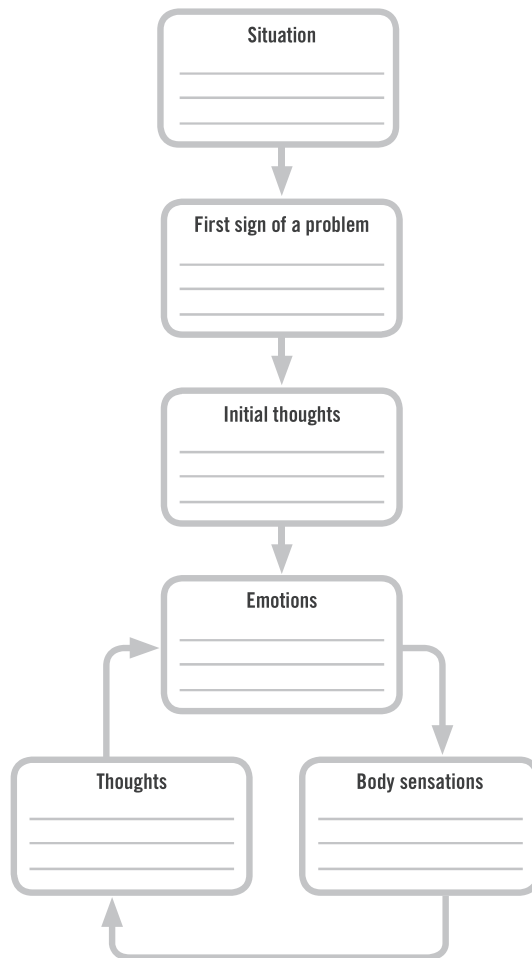 Situation
First sign of a problem
Initial thoughts
Emotions
Thoughts
Body sensations